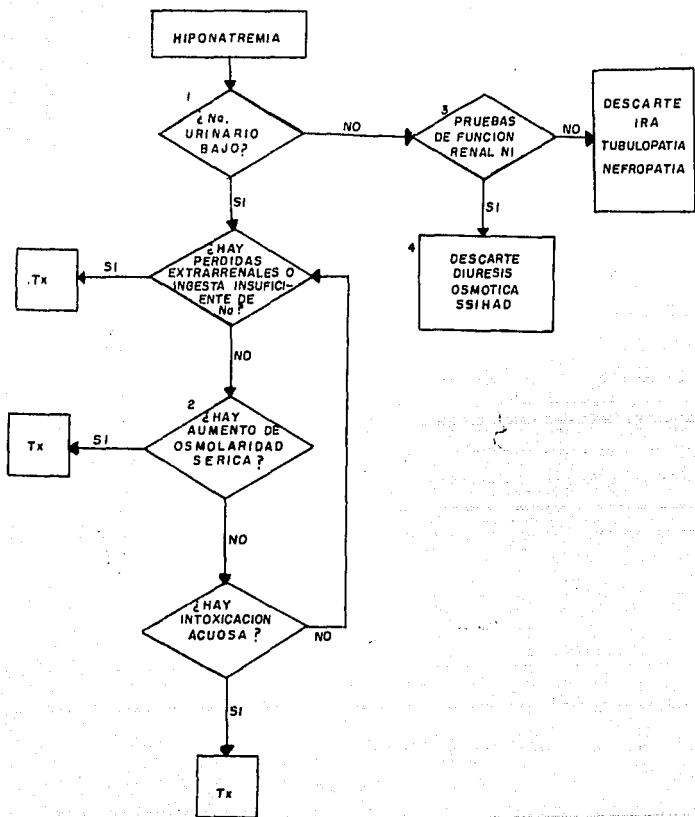 HIPONATREMIA
1
¿Na.
URINARIO
BAJO?
NO
3
PRUEBAS
DE FUNCION
RENAL Nl
NO
DESCARTE
IRA
TUBULOPATIA
NEFROPATIA
SI
SI
4
DESCARTE
DIURESIS
OSMOTICA
SSIHAD
¿HAY
PERDIDAS
EXTRARRENALES O
INGESTA INSUFICI-
ENTE DE
Na?
SI
.Tx
NO
2
¿HAY
AUMENTO DE
OSMOLARIDAD
SERICA?
SI
Tx
NO
¿HAY
INTOXICACION
ACUOSA?
NO
SI
Tx